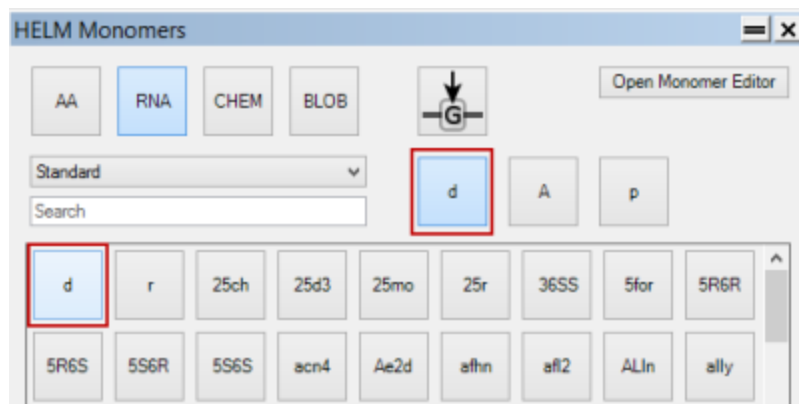 HELM Monomers
AA RNA CHEM BLOB G Open Monomer Editor
Standard
d A p
Search
d r 25ch 25d3 25mo 25r 36SS 5for 5R6R
5R6S 5S6R 5S6S acn4 Ae2d afhn afl2 ALIn ally